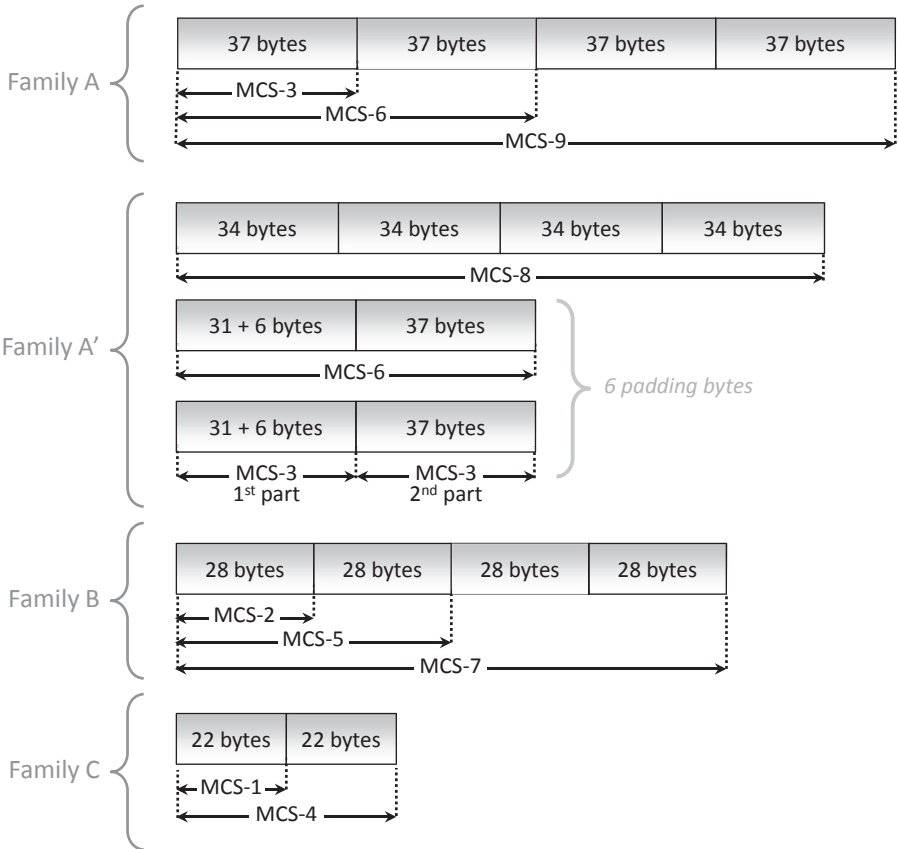 37 bytes 37 bytes 37 bytes 37 bytes
Family A
MCS-3
MCS-6
MCS-9
34 bytes 34 bytes 34 bytes 34 bytes
MCS-8
31 + 6 bytes 37 bytes
Family A’
MCS-6
6 padding bytes
31 + 6 bytes 37 bytes
MCS-3 MCS-3
1st part 2nd part
28 bytes 28 bytes 28 bytes 28 bytes
Family B
MCS-2
MCS-5
MCS-7
22 bytes 22 bytes
Family C
MCS-1
MCS-4